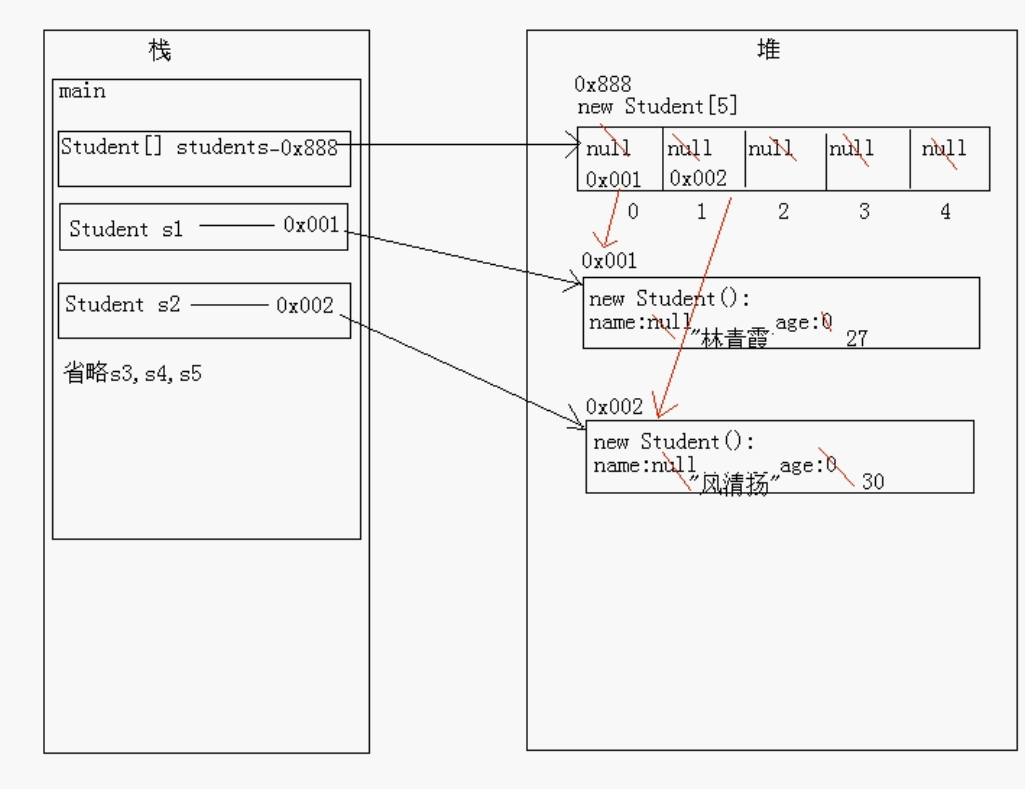 栈
main
Student[] students-0x888
Student s1 0x001
Student s2 0x002
省略s3,s4,s5
堆
0x888
new Student[5]
null null null null null
0x001 0x002
0 1 2 3 4
0x001
new Student():
name:null age:0
"林青霞 27
0x002
new Student():
name:null age:0
"风清扬" 30